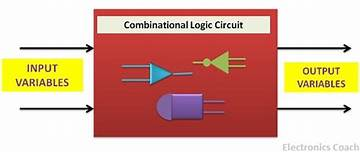 Combinational Logic Circuit
INPUT
VARIABLES
OUTPUT
VARIABLES
Electronics Coach